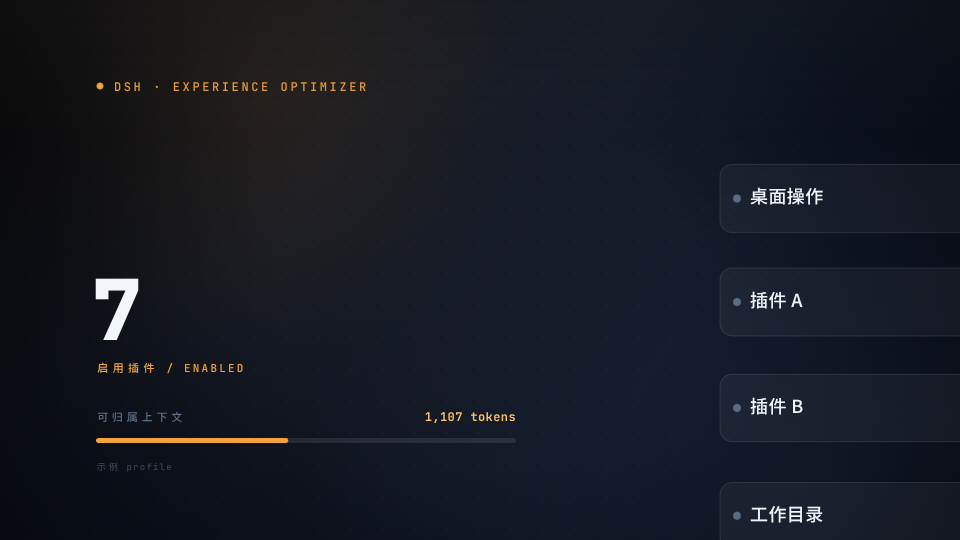 DSH · EXPERIENCE OPTIMIZER
7
启用插件 / ENABLED
可归属上下文
1,107 tokens
示例 profile
桌面操作
插件 A
插件 B
工作目录